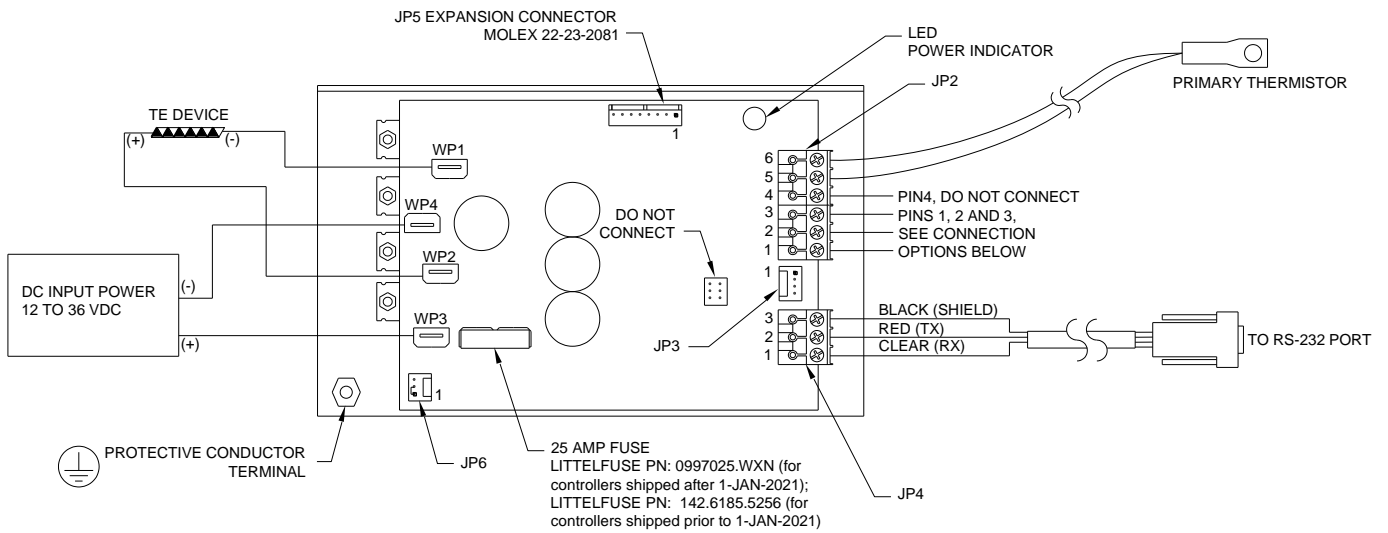 JP5 EXPANSION CONNECTOR
MOLEX 22-23-2081
LED
POWER INDICATOR
JP2
PRIMARY THERMISTOR
TE DEVICE
(+)
(-)
WP1
1
WP4
WP2
WP3
DO NOT
CONNECT
6
5
4
3
2
1
PIN4, DO NOT CONNECT
PINS 1, 2 AND 3,
SEE CONNECTION
OPTIONS BELOW
DC INPUT POWER
12 TO 36 VDC
(-)
(+)
1
JP3
3
2
1
BLACK (SHIELD)
RED (TX)
CLEAR (RX)
TO RS-232 PORT
1
PROTECTIVE CONDUCTOR
TERMINAL
JP6
25 AMP FUSE
LITTELFUSE PN: 0997025.WXN (for
controllers shipped after 1-JAN-2021);
LITTELFUSE PN: 142.6185.5256 (for
controllers shipped prior to 1-JAN-2021)
JP4